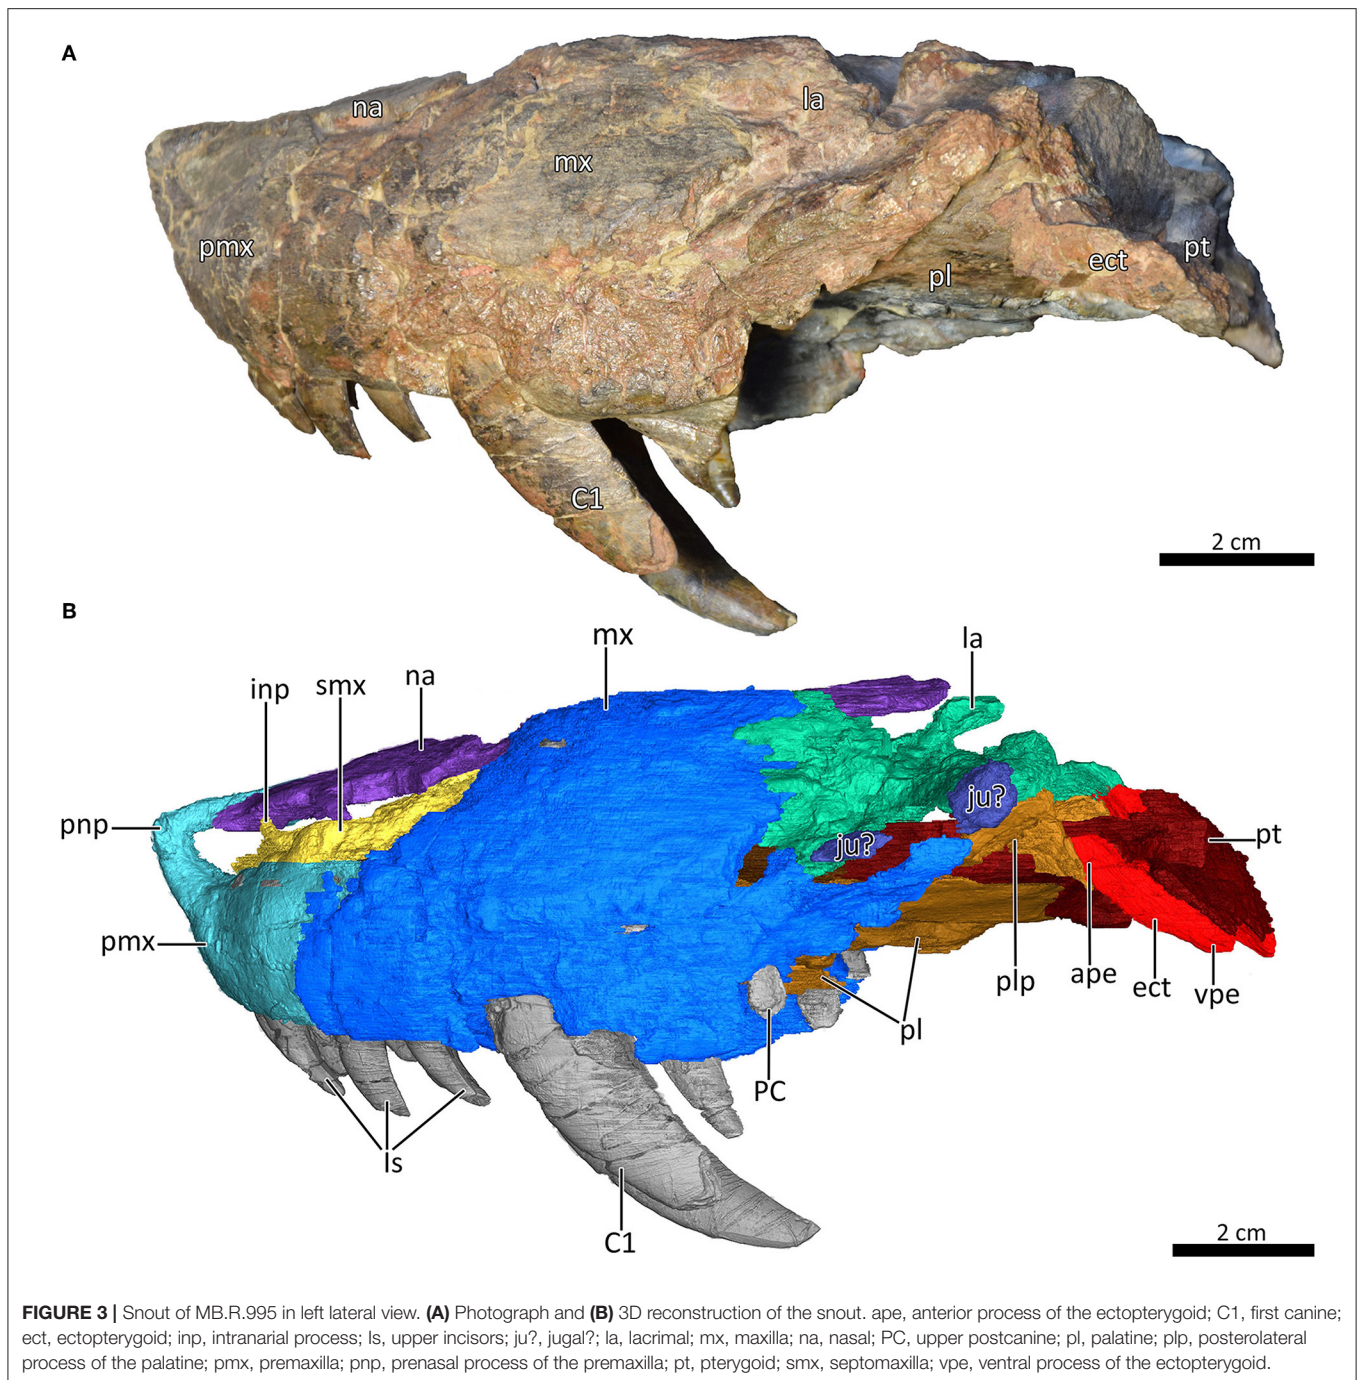 A
na
la
mx
pmx
pl
ect
pt
C1
2 cm
B
mx
la
na
smx
inp
pnp
ju?
ju?
pt
pmx
plp
ape
ect
vpe
pl
PC
Is
C1
2 cm
FIGURE 3 | Snout of MB.R.995 in left lateral view. (A) Photograph and (B) 3D reconstruction of the snout. ape, anterior process of the ectopterygoid; C1, first canine;
ect, ectopterygoid; inp, intranarial process; Is, upper incisors; ju?, jugal?; la, lacrimal; mx, maxilla; na, nasal; PC, upper postcanine; pl, palatine; plp, posterolateral
process of the palatine; pmx, premaxilla; pnp, prenasal process of the premaxilla; pt, pterygoid; smx, septomaxilla; vpe, ventral process of the ectopterygoid.